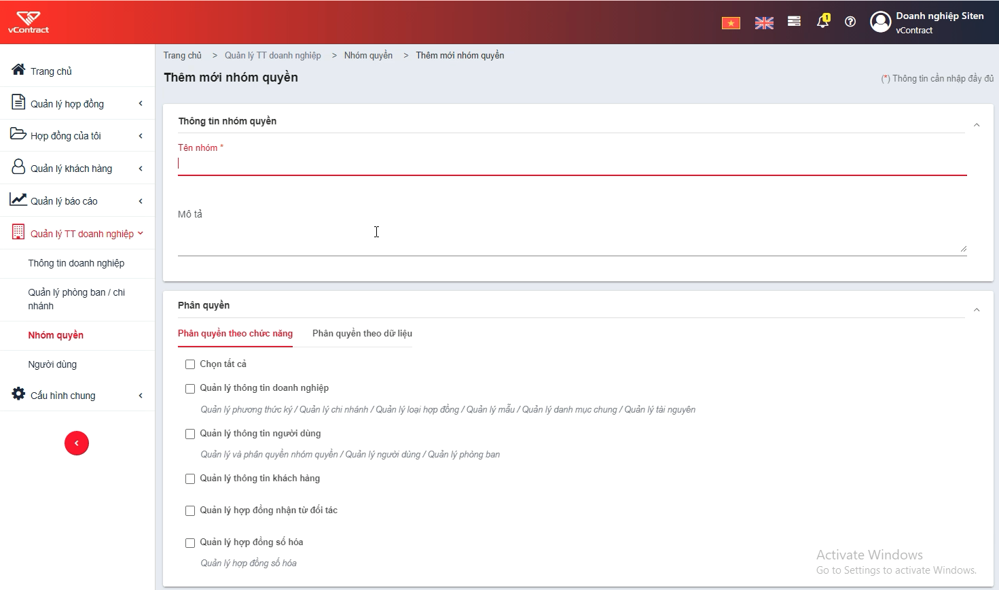 vContract
1
Doanh nghiệp Siten
vContract
Trang chủ > Quản lý TT doanh nghiệp > Nhóm quyền > Thêm mới nhóm quyền
Thêm mới nhóm quyền
(*) Thông tin cần nhập đầy đủ
Trang chủ
Quản lý hợp đồng
Hợp đồng của tôi
Quản lý khách hàng
Quản lý báo cáo
Quản lý TT doanh nghiệp
Thông tin doanh nghiệp
Quản lý phòng ban / chi
nhánh
Nhóm quyền
Người dùng
Cấu hình chung
Thông tin nhóm quyền
Tên nhóm *
Mô tả
Phân quyền
Phân quyền theo chức năng
Phân quyền theo dữ liệu
Chọn tất cả
Quản lý thông tin doanh nghiệp
Quản lý phương thức ký / Quản lý chi nhánh / Quản lý loại hợp đồng / Quản lý mẫu / Quản lý danh mục chung / Quản lý tài nguyên
Quản lý thông tin người dùng
Quản lý và phân quyền nhóm quyền / Quản lý người dùng / Quản lý phòng ban
Quản lý thông tin khách hàng
Quản lý hợp đồng nhận từ đối tác
Quản lý hợp đồng số hóa
Quản lý hợp đồng số hóa
Activate Windows
Go to Settings to activate Windows.